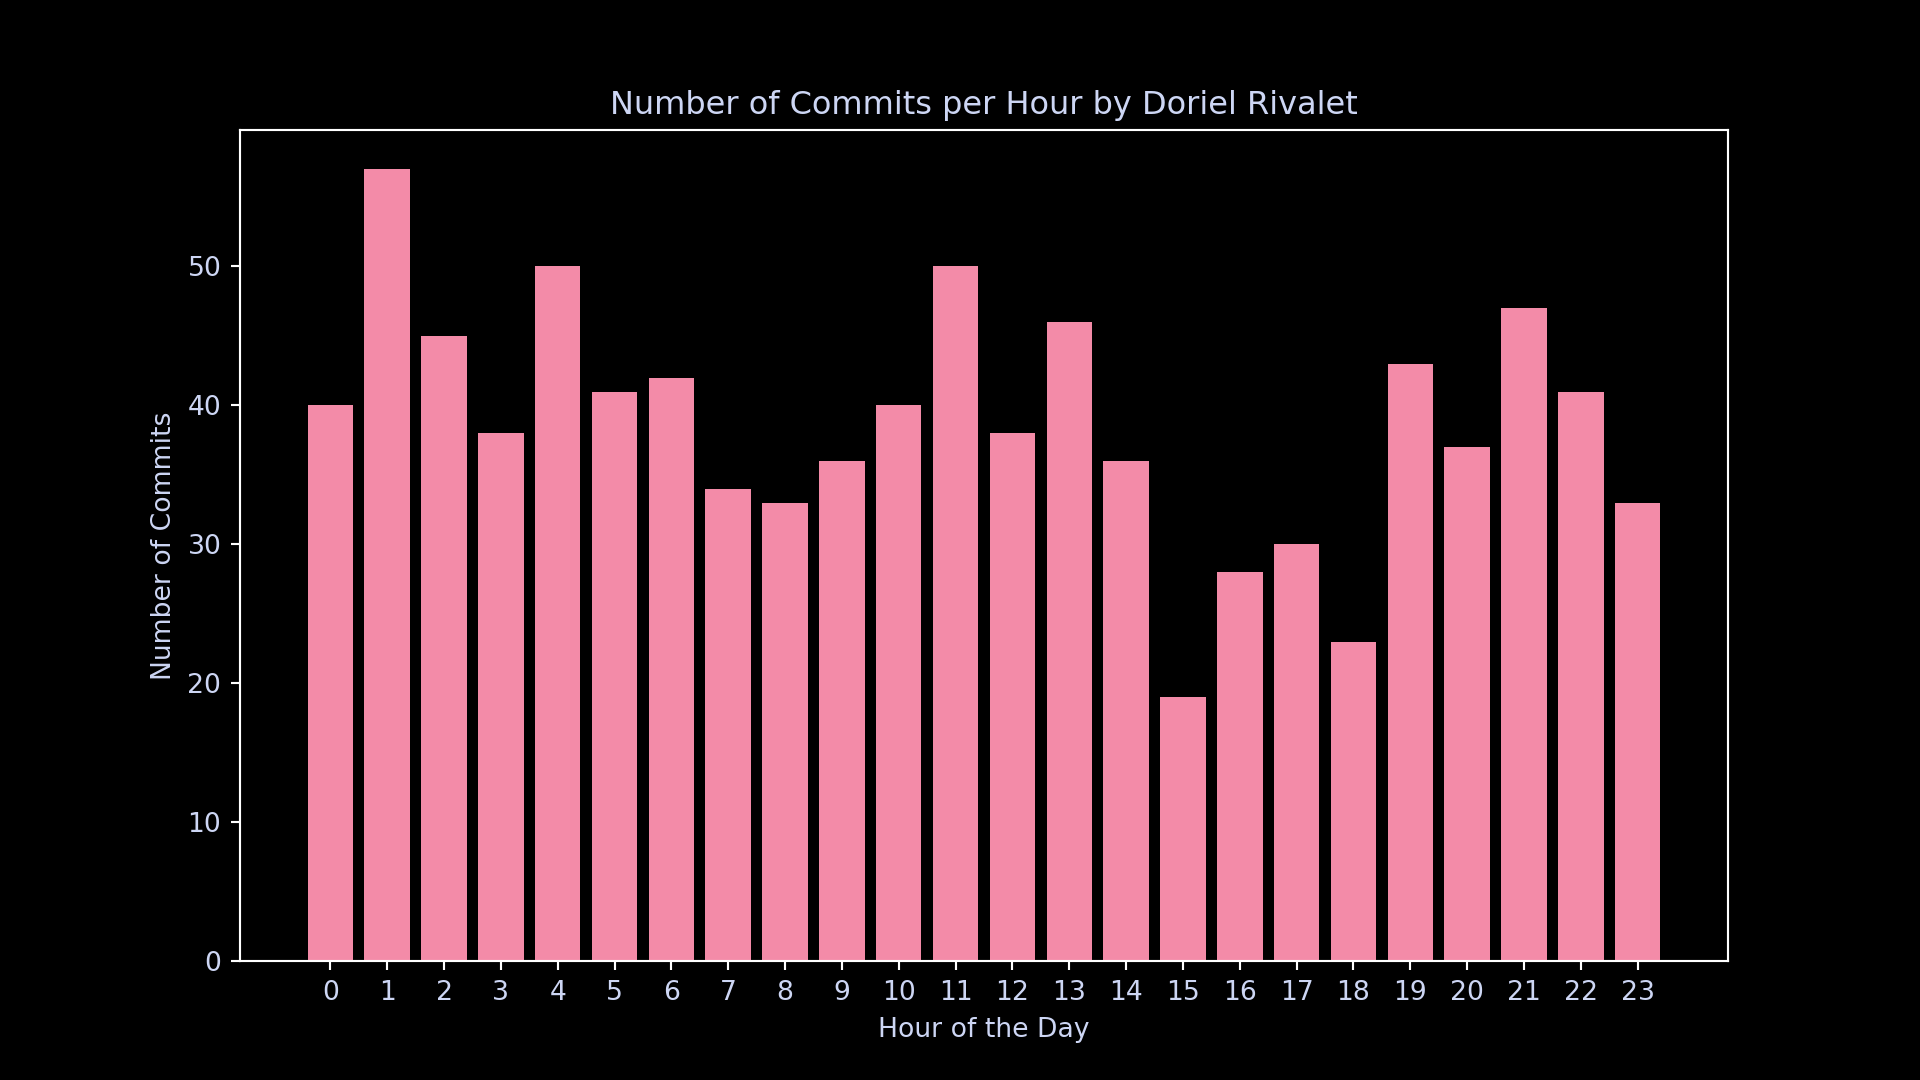 Number of Commits per Hour by Doriel Rivalet
Number of Commits
50
40
30
20
10
0
0 1 2 3 4 5 6 7 8 9 10 11 12 13 14 15 16 17 18 19 20 21 22 23
Hour of the Day